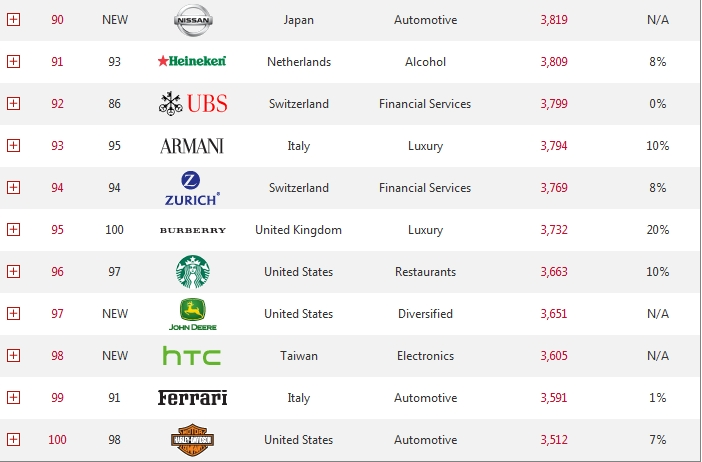 90 NEW NISSAN Japan Automotive 3,819 N/A
91 93 Heineken Netherlands Alcohol 3,809 8%
92 86 UBS Switzerland Financial Services 3,799 0%
93 95 ARMANI Italy Luxury 3,794 10%
94 94 Z ZURICH Switzerland Financial Services 3,769 8%
95 100 BURBERRY United Kingdom Luxury 3,732 20%
96 97 United States Restaurants 3,663 10%
97 NEW JOHN DEERE United States Diversified 3,651 N/A
98 NEW hTC Taiwan Electronics 3,605 N/A
99 91 Ferrari Italy Automotive 3,591 1%
100 98 HARLEY-DAVIDSON United States Automotive 3,512 7%